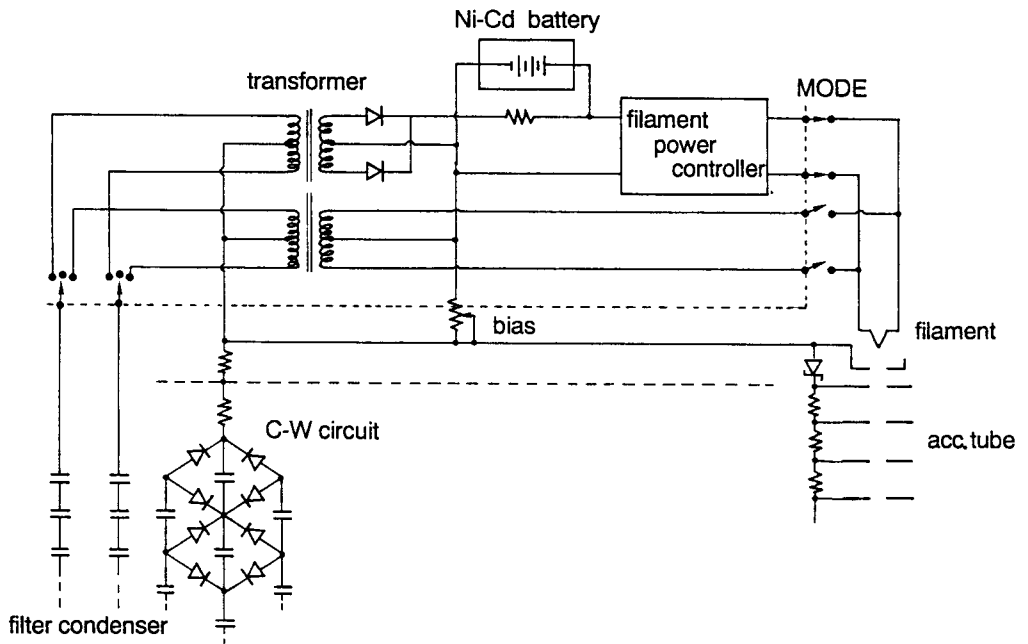 Ni-Cd battery
transformer
MODE
filament
power
controller
bias
filament
C-W circuit
acc. tube
filter condenser